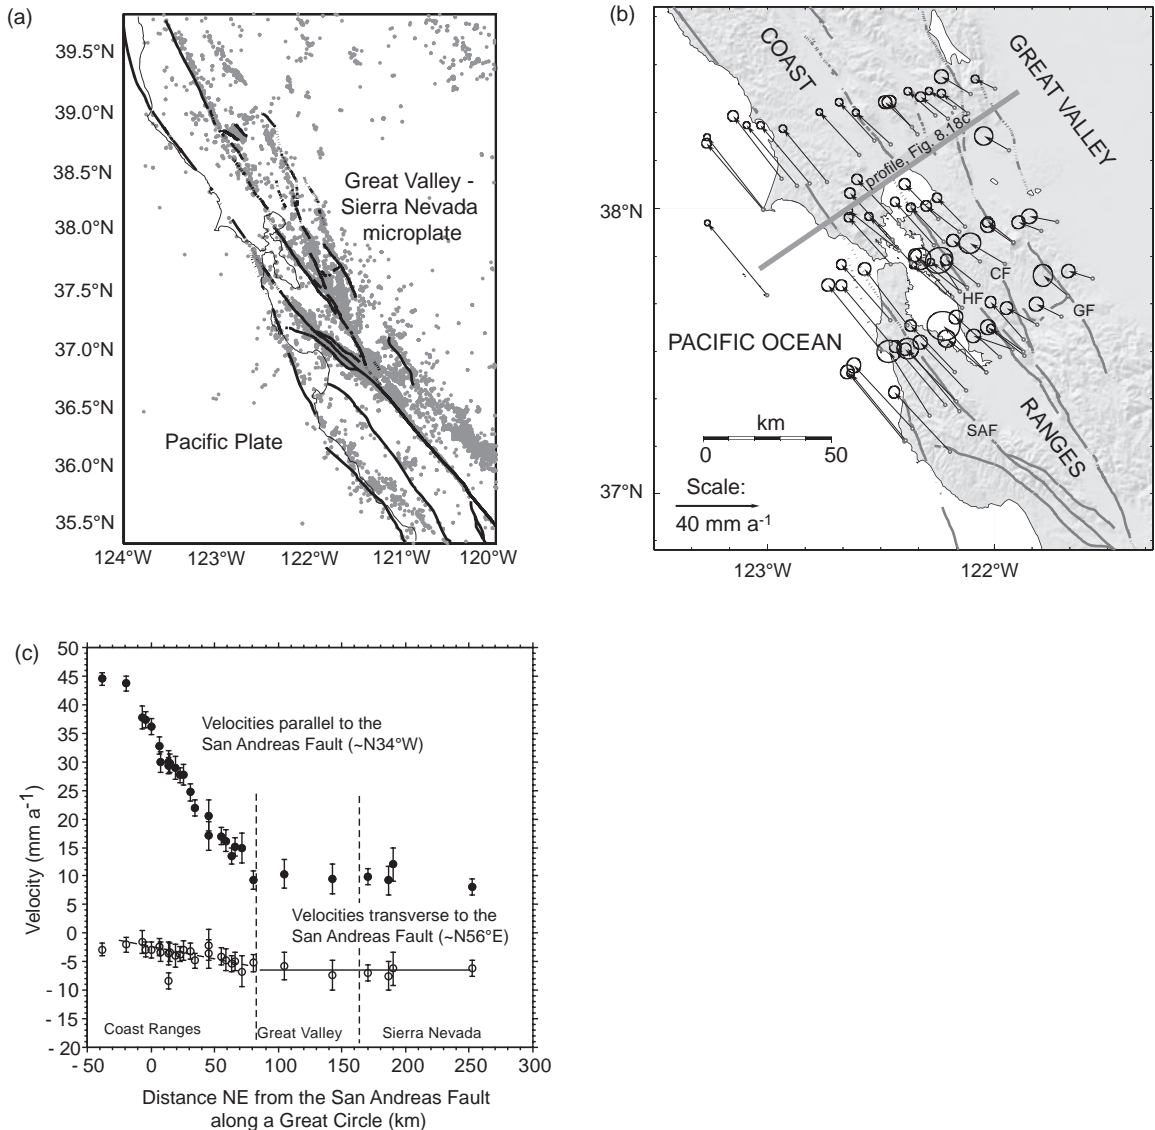 (a)
39.5°N
39.0°N
38.5°N
38.0°N
37.5°N
37.0°N
36.5°N
36.0°N
35.5°N
124°W
123°W
122°W
121°W
120°W
Great Valley -
Sierra Nevada
microplate
Pacific Plate
(b)
COAST
GREAT VALLEY
profile, Fig. 8.18c
38°N
CF
HF
GF
PACIFIC OCEAN
km
0
50
SAF
RANGES
Scale:
40 mm a-1
37°N
123°W
122°W
(c)
50
45
40
35
30
25
20
15
10
5
0
- 5
- 10
- 15
- 20
Velocity (mm a-1)
Velocities parallel to the
San Andreas Fault (~N34°W)
Velocities transverse to the
San Andreas Fault (~N56°E)
Coast Ranges
Great Valley
Sierra Nevada
- 50
0
50
100
150
200
250
300
Distance NE from the San Andreas Fault
along a Great Circle (km)